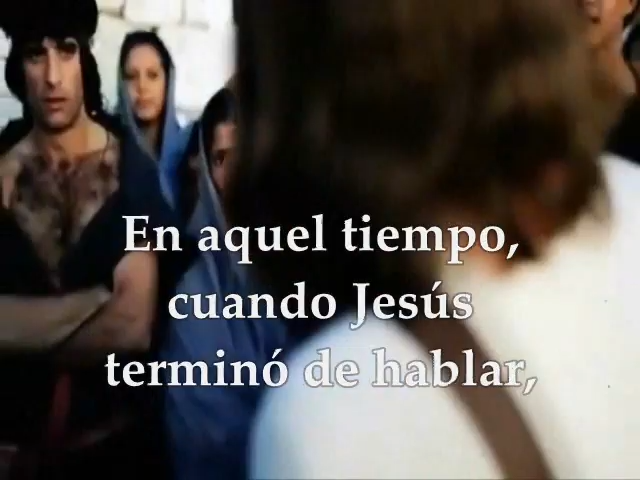 En aquel tiempo,
cuando Jesús
terminó de hablar,